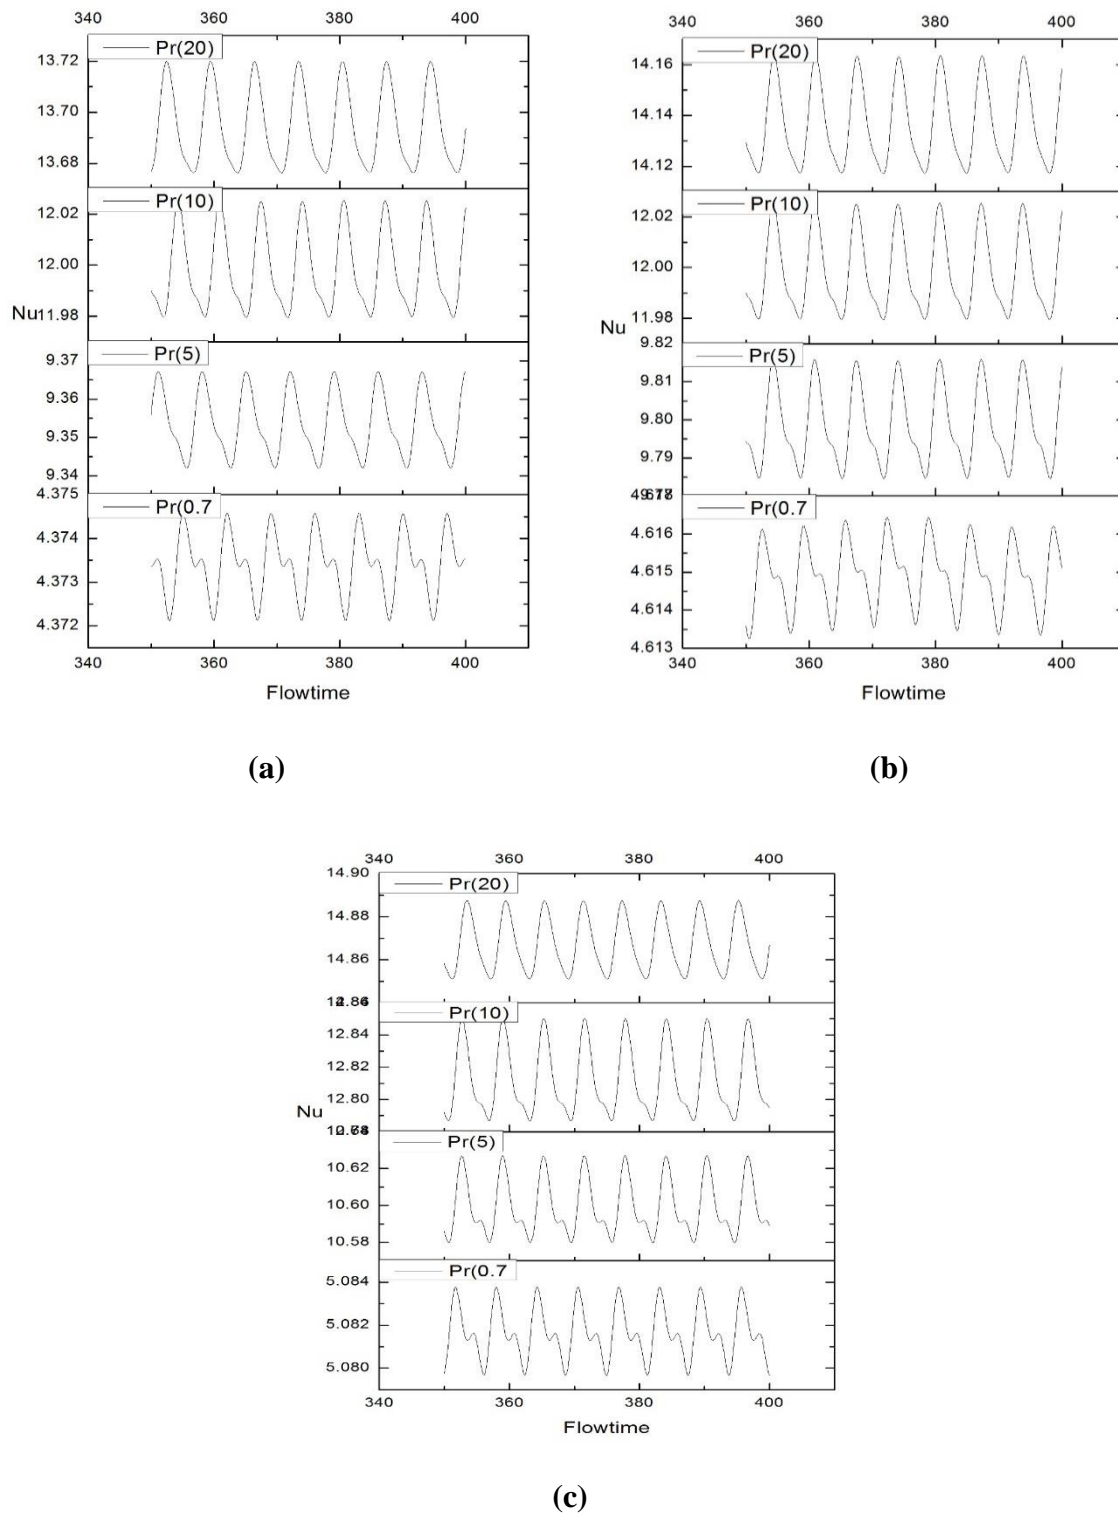 340 360 380 400
Pr(20)
13.72
13.70
13.68
Pr(10)
12.02
12.00
Nu
11.98
Pr(5)
9.37
9.36
9.35
9.34
4.375
Pr(0.7
4.374
4.373
4.372
340 360 380 400
Flowtime
(a)
340 360 380 400
Pr(20)
14.16
14.14
14.12
Pr(10)
12.02
12.00
11.98
Nu
9.82
Pr(5)
9.81
9.80
9.79
Pr(0.7
4.616
4.615
4.614
4.613
340 360 380 400
Flowtime
(b)
340 360 380 400
14.90
Pr(20)
14.88
14.86
Pr(10)
12.84
12.82
12.80
Nu
Pr(5)
10.62
10.60
10.58
Pr(0.7
5.084
5.082
5.080
340 360 380 400
Flowtime
(c)